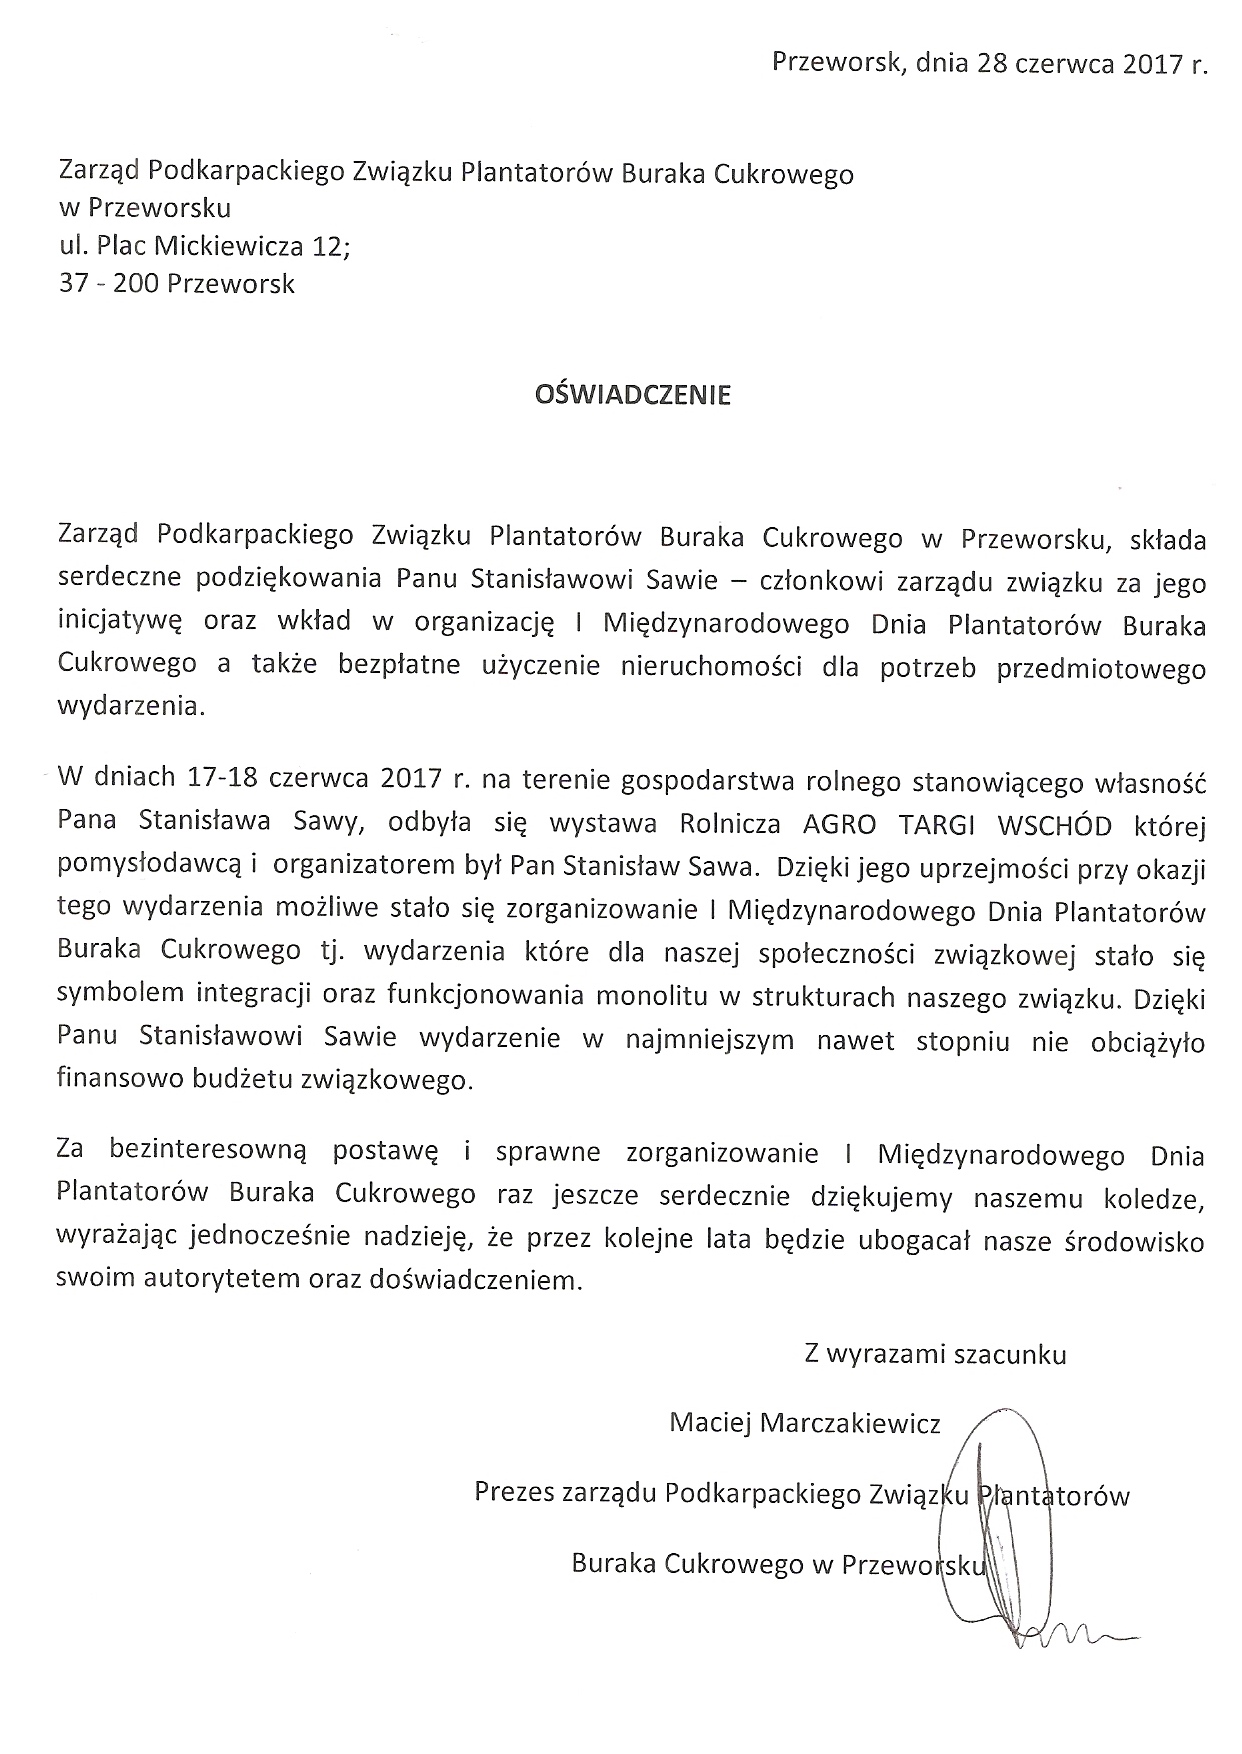 Przeworsk, dnia 28 czerwca 2017 r.
Zarząd Podkarpackiego Związku Plantatorów Buraka Cukrowego
w Przeworsku
ul. Plac Mickiewicza 12;
37 - 200 Przeworsk
OŚWIADCZENIE
Zarząd Podkarpackiego Związku Plantatorów Buraka Cukrowego w Przeworsku, składa
serdeczne podziękowania Panu Stanisławowi Sawie – członkowi zarządu związku za jego
inicjatywę oraz wkład w organizację I Międzynarodowego Dnia Plantatorów Buraka
Cukrowego a także bezpłatne użyczenie nieruchomości dla potrzeb przedmiotowego
wydarzenia.
W dniach 17-18 czerwca 2017 r. na terenie gospodarstwa rolnego stanowiącego własność
Pana Stanisława Sawy, odbyła się wystawa Rolnicza AGRO TARGI WSCHÓD której
pomysłodawcą i organizatorem był Pan Stanisław Sawa. Dzięki jego uprzejmości przy okazji
tego wydarzenia możliwe stało się zorganizowanie I Międzynarodowego Dnia Plantatorów
Buraka Cukrowego tj. wydarzenia które dla naszej społeczności związkowej stało się
symbolem integracji oraz funkcjonowania monolitu w strukturach naszego związku. Dzięki
Panu Stanisławowi Sawie wydarzenie w najmniejszym nawet stopniu nie obciążyło
finansowo budżetu związkowego.
Za bezinteresowną postawę i sprawne zorganizowanie I Międzynarodowego Dnia
Plantatorów Buraka Cukrowego raz jeszcze serdecznie dziękujemy naszemu koledze,
wyrażając jednocześnie nadzieję, że przez kolejne lata będzie ubogacał nasze środowisko
swoim autorytetem oraz doświadczeniem.
Z wyrazami szacunku
Maciej Marczakiewicz
Prezes zarządu Podkarpackiego Związku Plantatorów
Buraka Cukrowego w Przeworsku